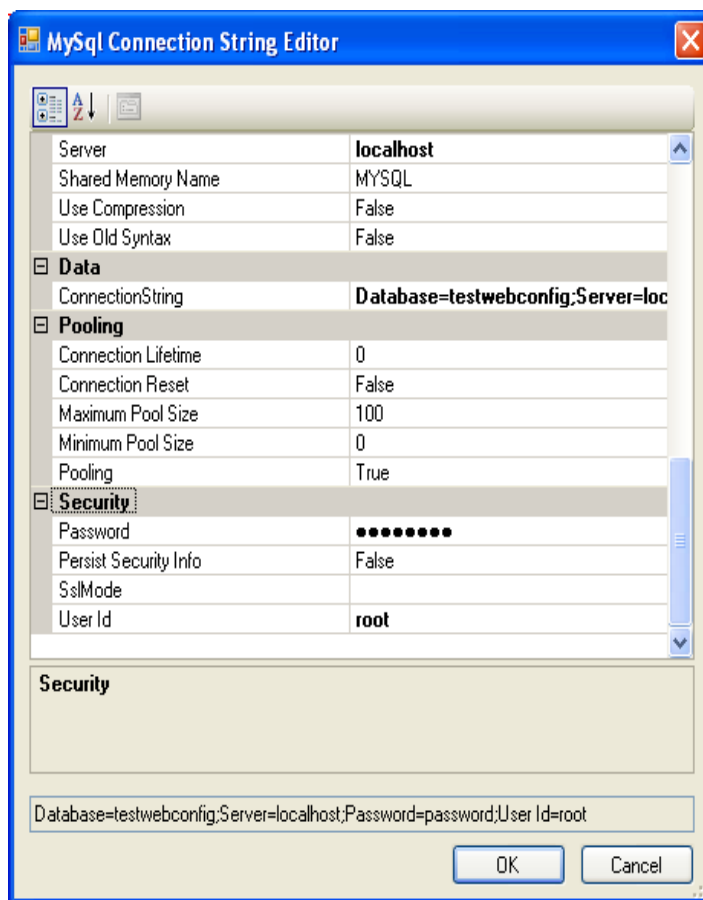 MySql Connection String Editor
Server localhost
Shared Memory Name MYSQL
Use Compression False
Use Old Syntax False
Data
ConnectionString Database=testwebconfig;Server=loc
Pooling
Connection Lifetime 0
Connection Reset False
Maximum Pool Size 100
Minimum Pool Size 0
Pooling True
Security
Password ●●●●●●●●
Persist Security Info False
SslMode
User Id root
Security
Database=testwebconfig;Server=localhost;Password=password;User Id=root
OK Cancel